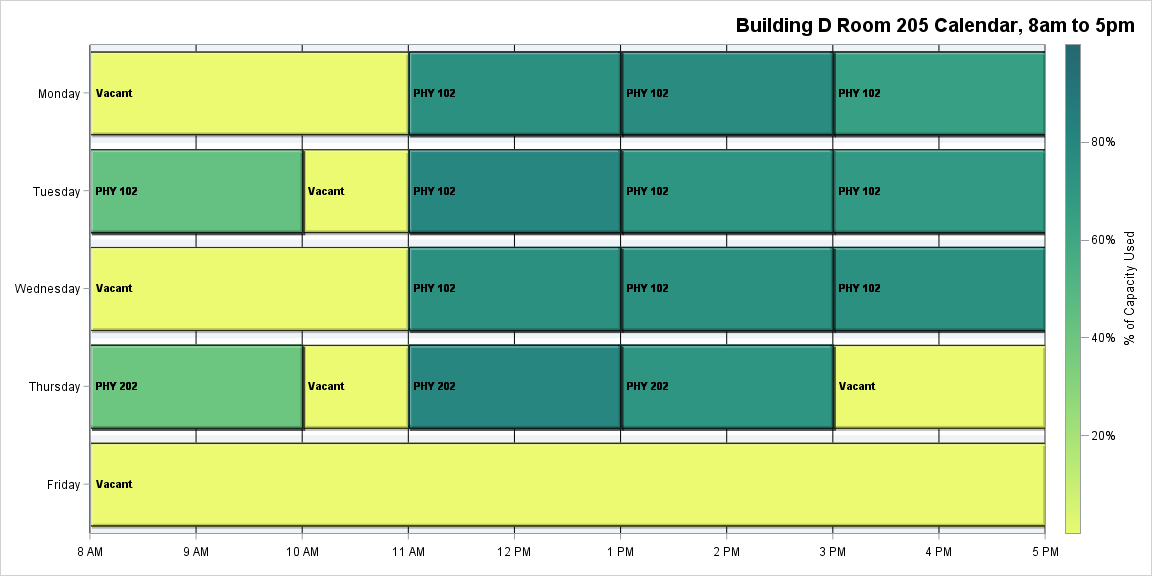 Building D Room 205 Calendar, 8am to 5pm
Monday
Vacant
PHY 102
PHY 102
PHY 102
Tuesday
PHY 102
Vacant
PHY 102
PHY 102
PHY 102
Wednesday
Vacant
PHY 102
PHY 102
PHY 102
Thursday
PHY 202
Vacant
PHY 202
PHY 202
Vacant
Friday
Vacant
8 AM
9 AM
10 AM
11 AM
12 PM
1 PM
2 PM
3 PM
4 PM
5 PM
80%
60%
40%
20%
% of Capacity Used